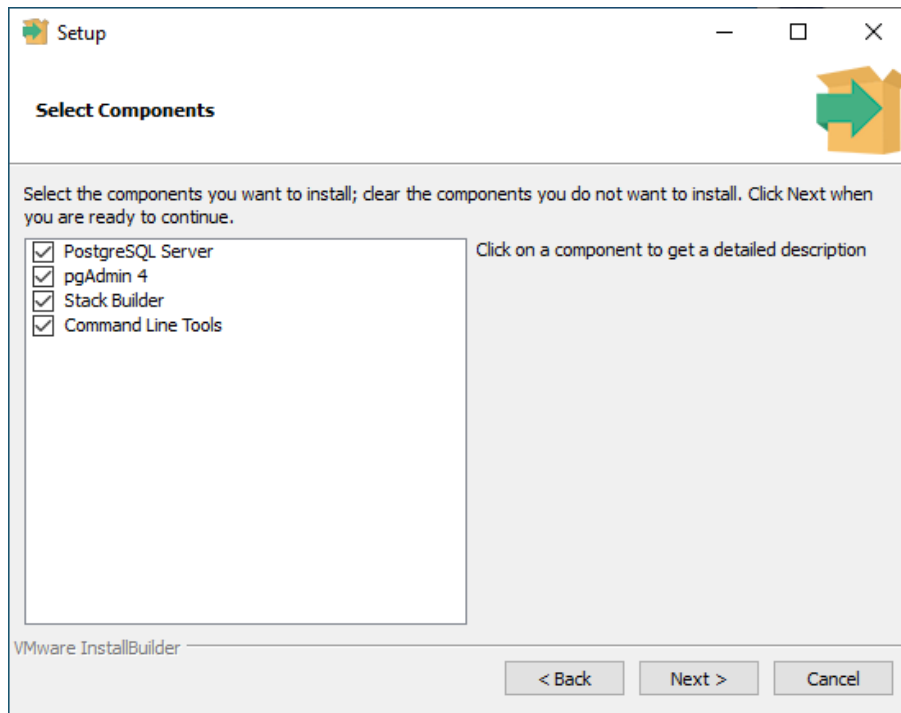 Setup
Select Components
Select the components you want to install; clear the components you do not want to install. Click Next when
you are ready to continue.
PostgreSQL Server
pgAdmin 4
Stack Builder
Command Line Tools
Click on a component to get a detailed description
VMware InstallBuilder
< Back
Next >
Cancel